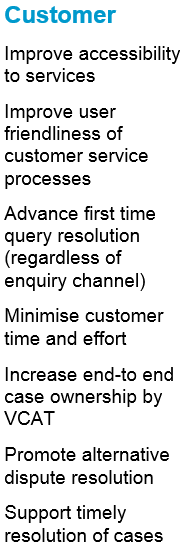 Customer
Improve accessibility
to services
Improve user
friendliness of
customer service
processes
Advance first time
query resolution
(regardless of
enquiry channel)
Minimise customer
time and effort
Increase end-to end
case ownership by
VCAT
Promote alternative
dispute resolution
Support timely
resolution of cases